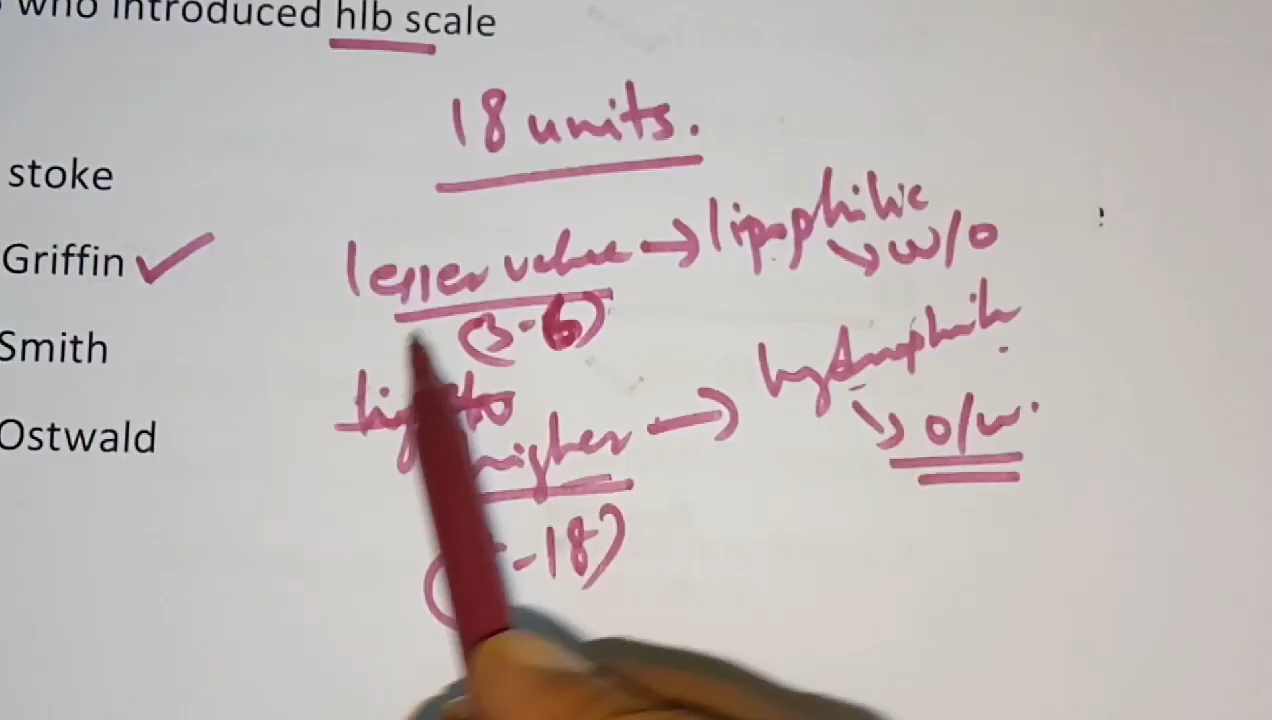 who introduced hlb scale
18 units.
stoke
lesser value → lipophilic
↘ w/o
Griffin ✓
(3-6)
Smith
hydrophilic
↘ o/w.
higher →
Ostwald
-18)